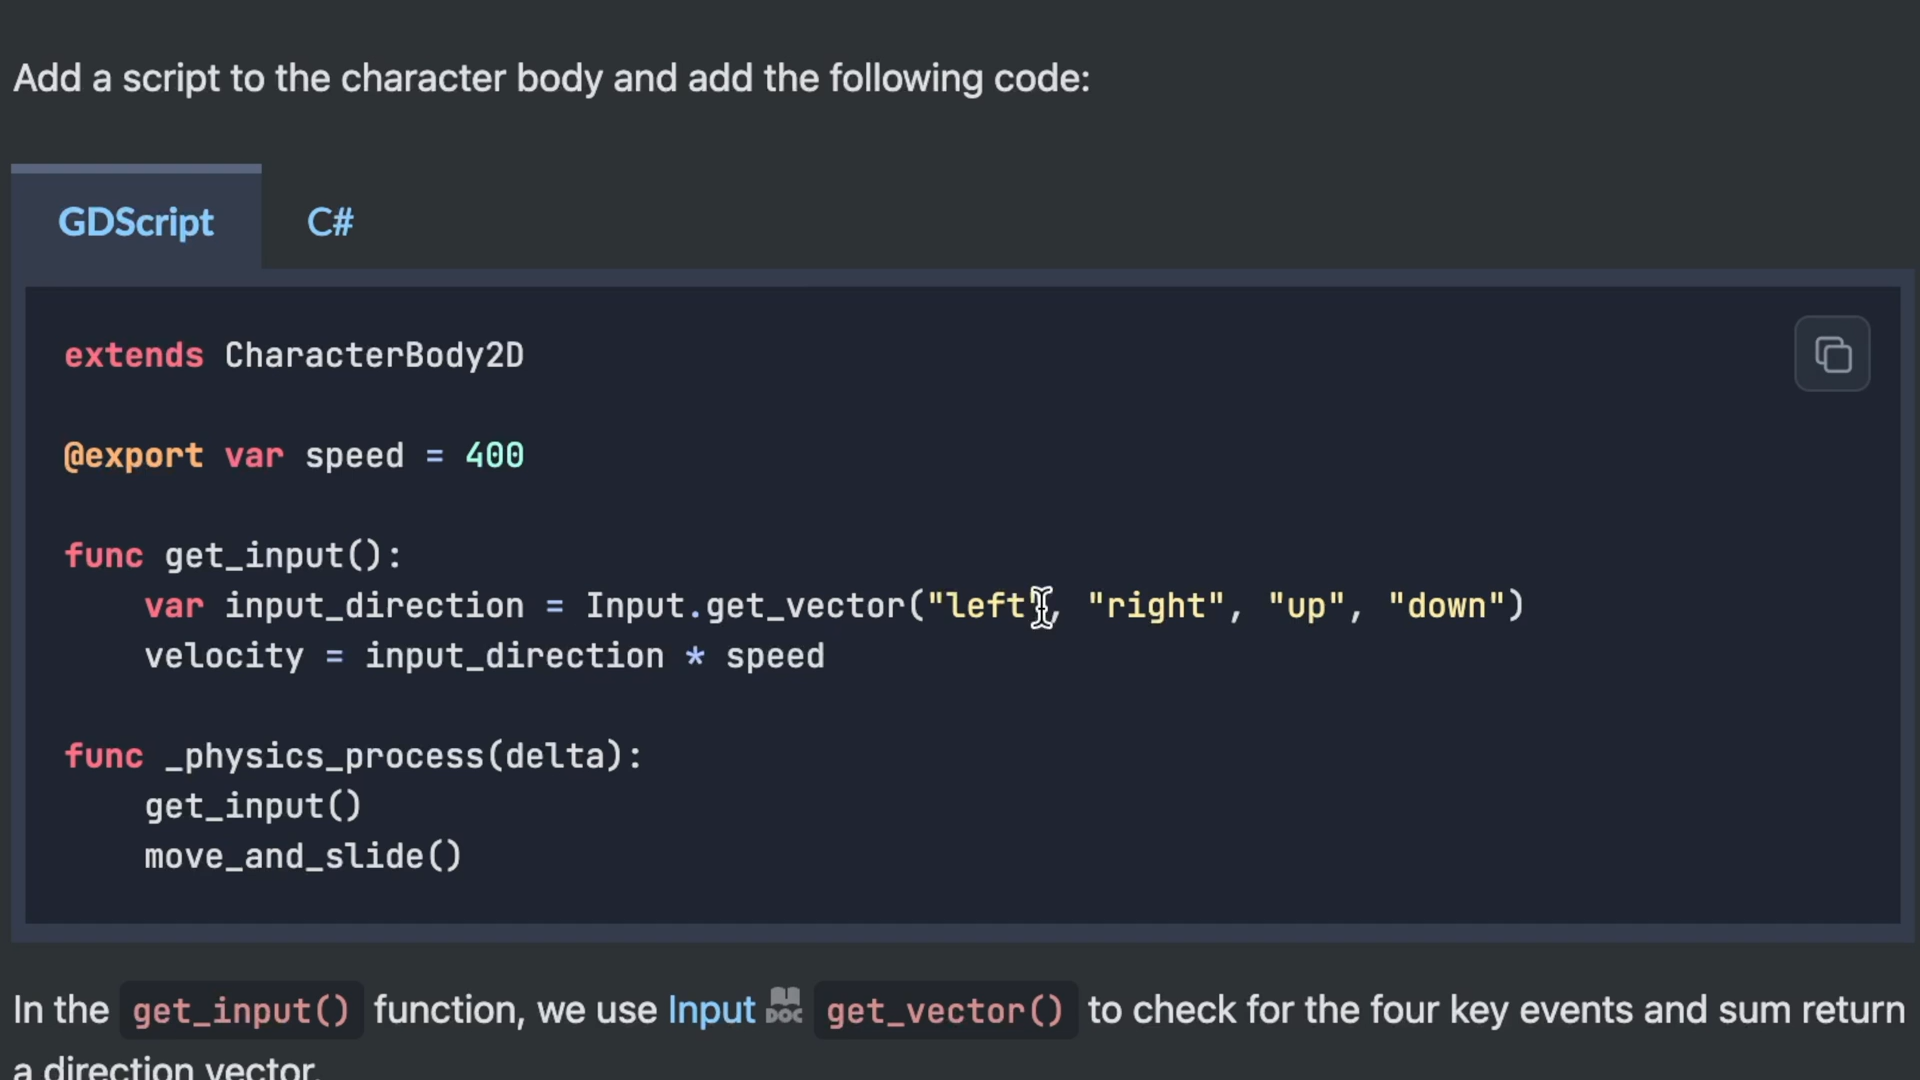 Add a script to the character body and add the following code:
GDScript C#
extends CharacterBody2D
@export var speed = 400
func get_input():
    var input_direction = Input.get_vector("left", "right", "up", "down")
    velocity = input_direction * speed
func _physics_process(delta):
    get_input()
    move_and_slide()
In the get_input() function, we use Input DOC get_vector() to check for the four key events and sum return
a direction vector.